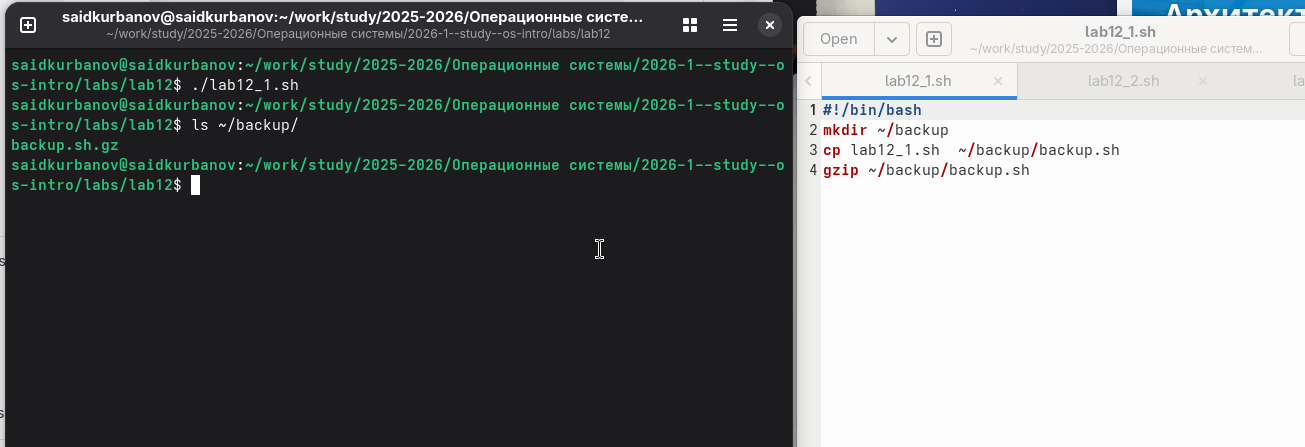 saidkurbanov@saidkurbanov:~/work/study/2025-2026/Операционные систе...
~/work/study/2025-2026/Операционные системы/2026-1--study--os-intro/labs/lab12
saidkurbanov@saidkurbanov:~/work/study/2025-2026/Операционные системы/2026-1--study--o
s-intro/labs/lab12$ ./lab12_1.sh
saidkurbanov@saidkurbanov:~/work/study/2025-2026/Операционные системы/2026-1--study--o
s-intro/labs/lab12$ ls ~/backup/
backup.sh.gz
saidkurbanov@saidkurbanov:~/work/study/2025-2026/Операционные системы/2026-1--study--o
s-intro/labs/lab12$
Open
lab12_1.sh
~/work/study/2025-2026/Операционные систем...
lab12_1.sh
lab12_2.sh
la
1 #!/bin/bash
2 mkdir ~/backup
3 cp lab12_1.sh  ~/backup/backup.sh
4 gzip ~/backup/backup.sh